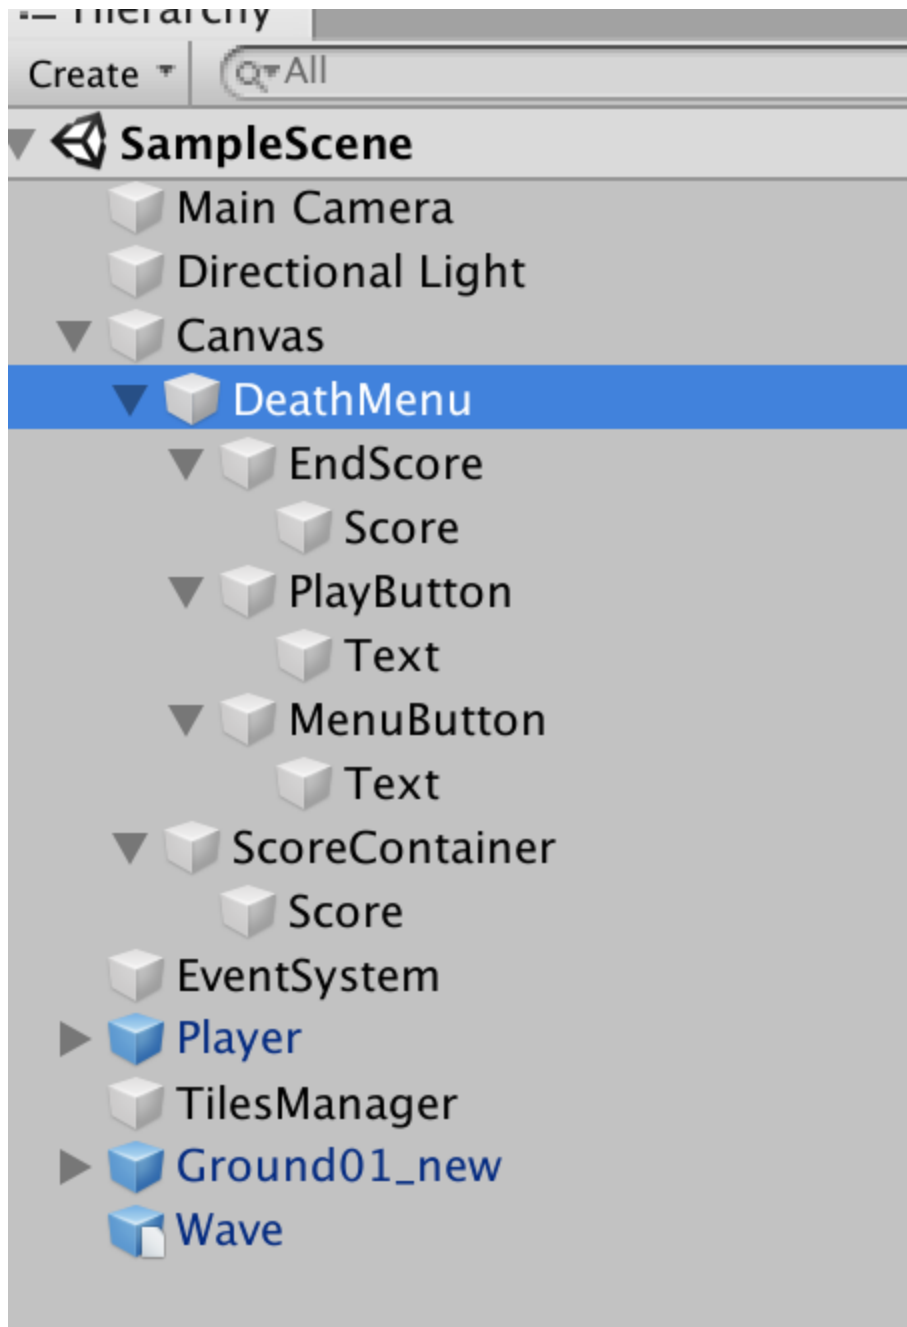 Hierarchy
Create
All
SampleScene
Main Camera
Directional Light
Canvas
DeathMenu
EndScore
Score
PlayButton
Text
MenuButton
Text
ScoreContainer
Score
EventSystem
Player
TilesManager
Ground01_new
Wave